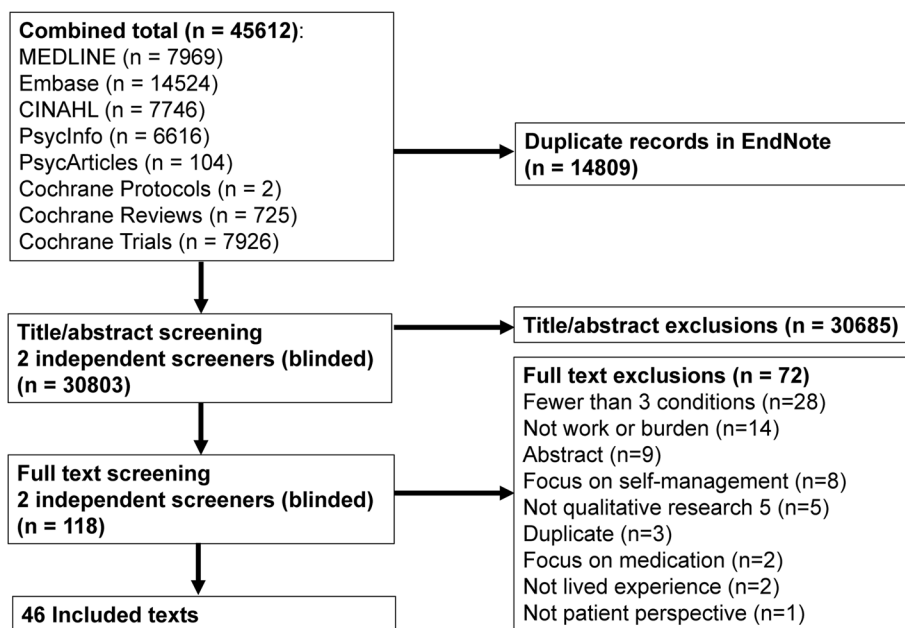 Combined total (n = 45612):
MEDLINE (n = 7969)
Embase (n = 14524)
CINAHL (n = 7746)
PsycInfo (n = 6616)
PsycArticles (n = 104)
Cochrane Protocols (n = 2)
Cochrane Reviews (n = 725)
Cochrane Trials (n = 7926)
Duplicate records in EndNote
(n = 14809)
Title/abstract screening
2 independent screeners (blinded)
(n = 30803)
Title/abstract exclusions (n = 30685)
Full text screening
2 independent screeners (blinded)
(n = 118)
Full text exclusions (n = 72)
Fewer than 3 conditions (n=28)
Not work or burden (n=14)
Abstract (n=9)
Focus on self-management (n=8)
Not qualitative research 5 (n=5)
Duplicate (n=3)
Focus on medication (n=2)
Not lived experience (n=2)
Not patient perspective (n=1)
46 Included texts